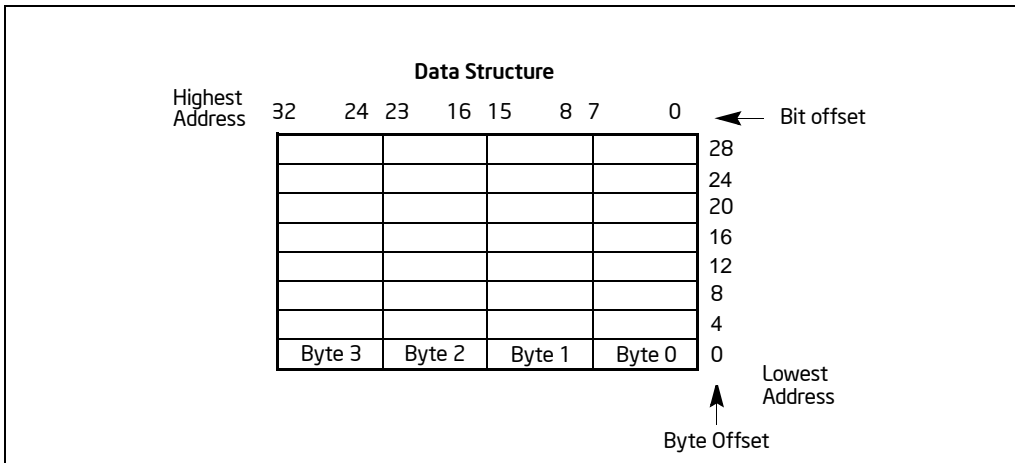 Data Structure
Highest
Address
32 24 23 16 15 8 7 0
Bit offset
28
24
20
16
12
8
4
Byte 3 Byte 2 Byte 1 Byte 0 0
Lowest
Address
Byte Offset